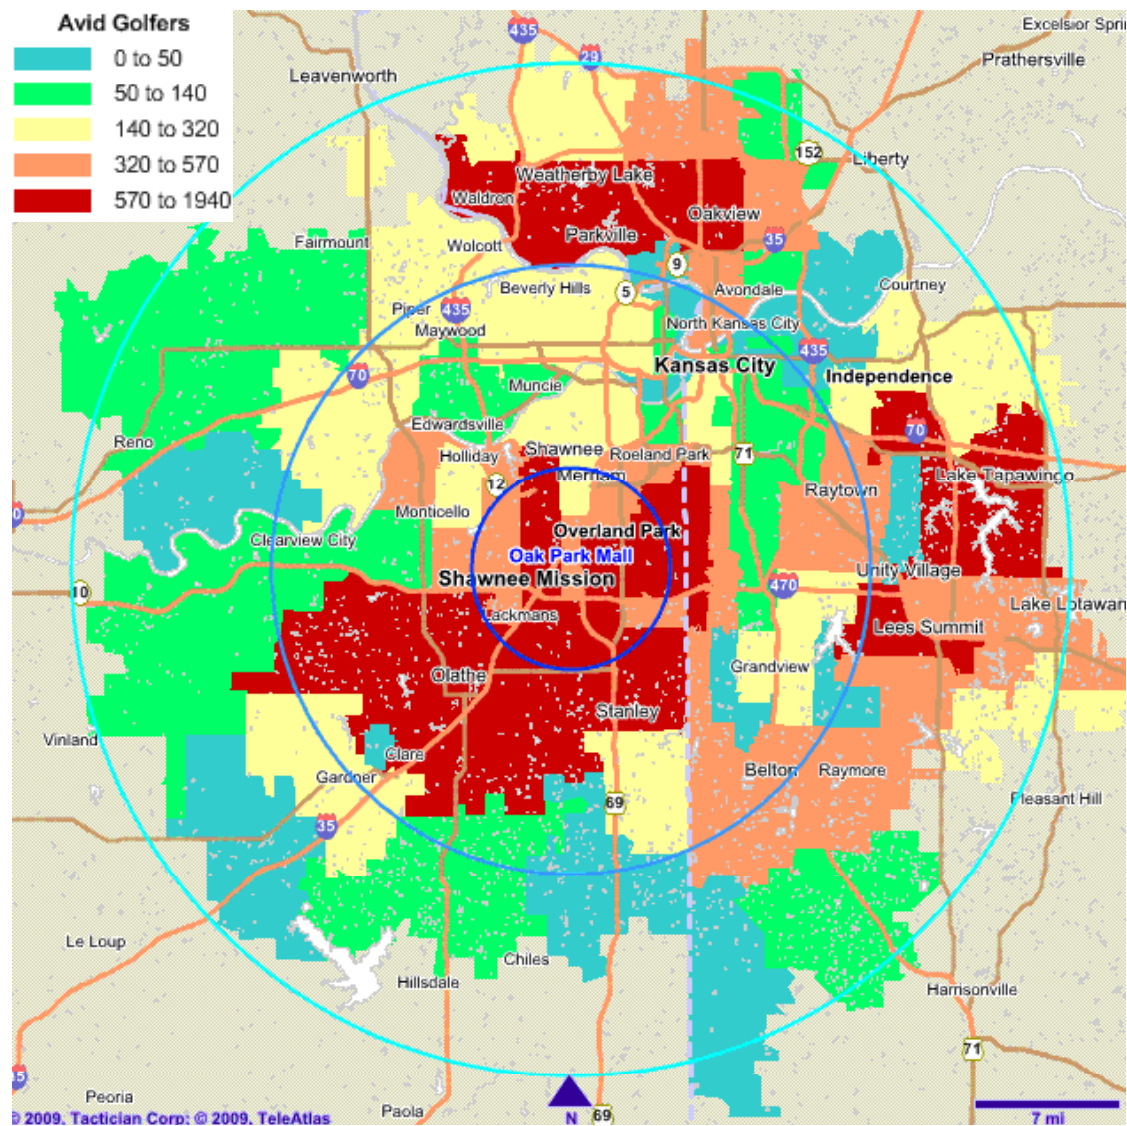 Avid Golfers
0 to 50
50 to 140
140 to 320
320 to 570
570 to 1940
435
29
Excelsior Spri
Prathersville
Leavenworth
152
Liberty
Weatherby Lake
Waldron
Oakview
Parkville
35
Fairmount
Wolcott
9
Beverly Hills
5
Avondale
Courtney
Piper
435
Maywood
North Kansas City
435
70
Kansas City
Independence
Muncie
Edwardsville
70
Reno
Shawnee
Holliday
Roeland Park
71
Merriam
Lake Tapawingo
12
Raytown
0
Monticello
Clearview City
Overland Park
Oak Park Mall
Shawnee Mission
Unity Village
10
470
Lackmans
Lake Lotawan
Lees Summit
Grandview
Olathe
Stanley
Vinland
Clare
Gardner
Belton
Raymore
69
Pleasant Hill
35
Le Loup
Chiles
Hillsdale
Harrisonville
71
35
Peoria
Paola
N
69
7 mi
© 2009, Tactician Corp; © 2009, TeleAtlas